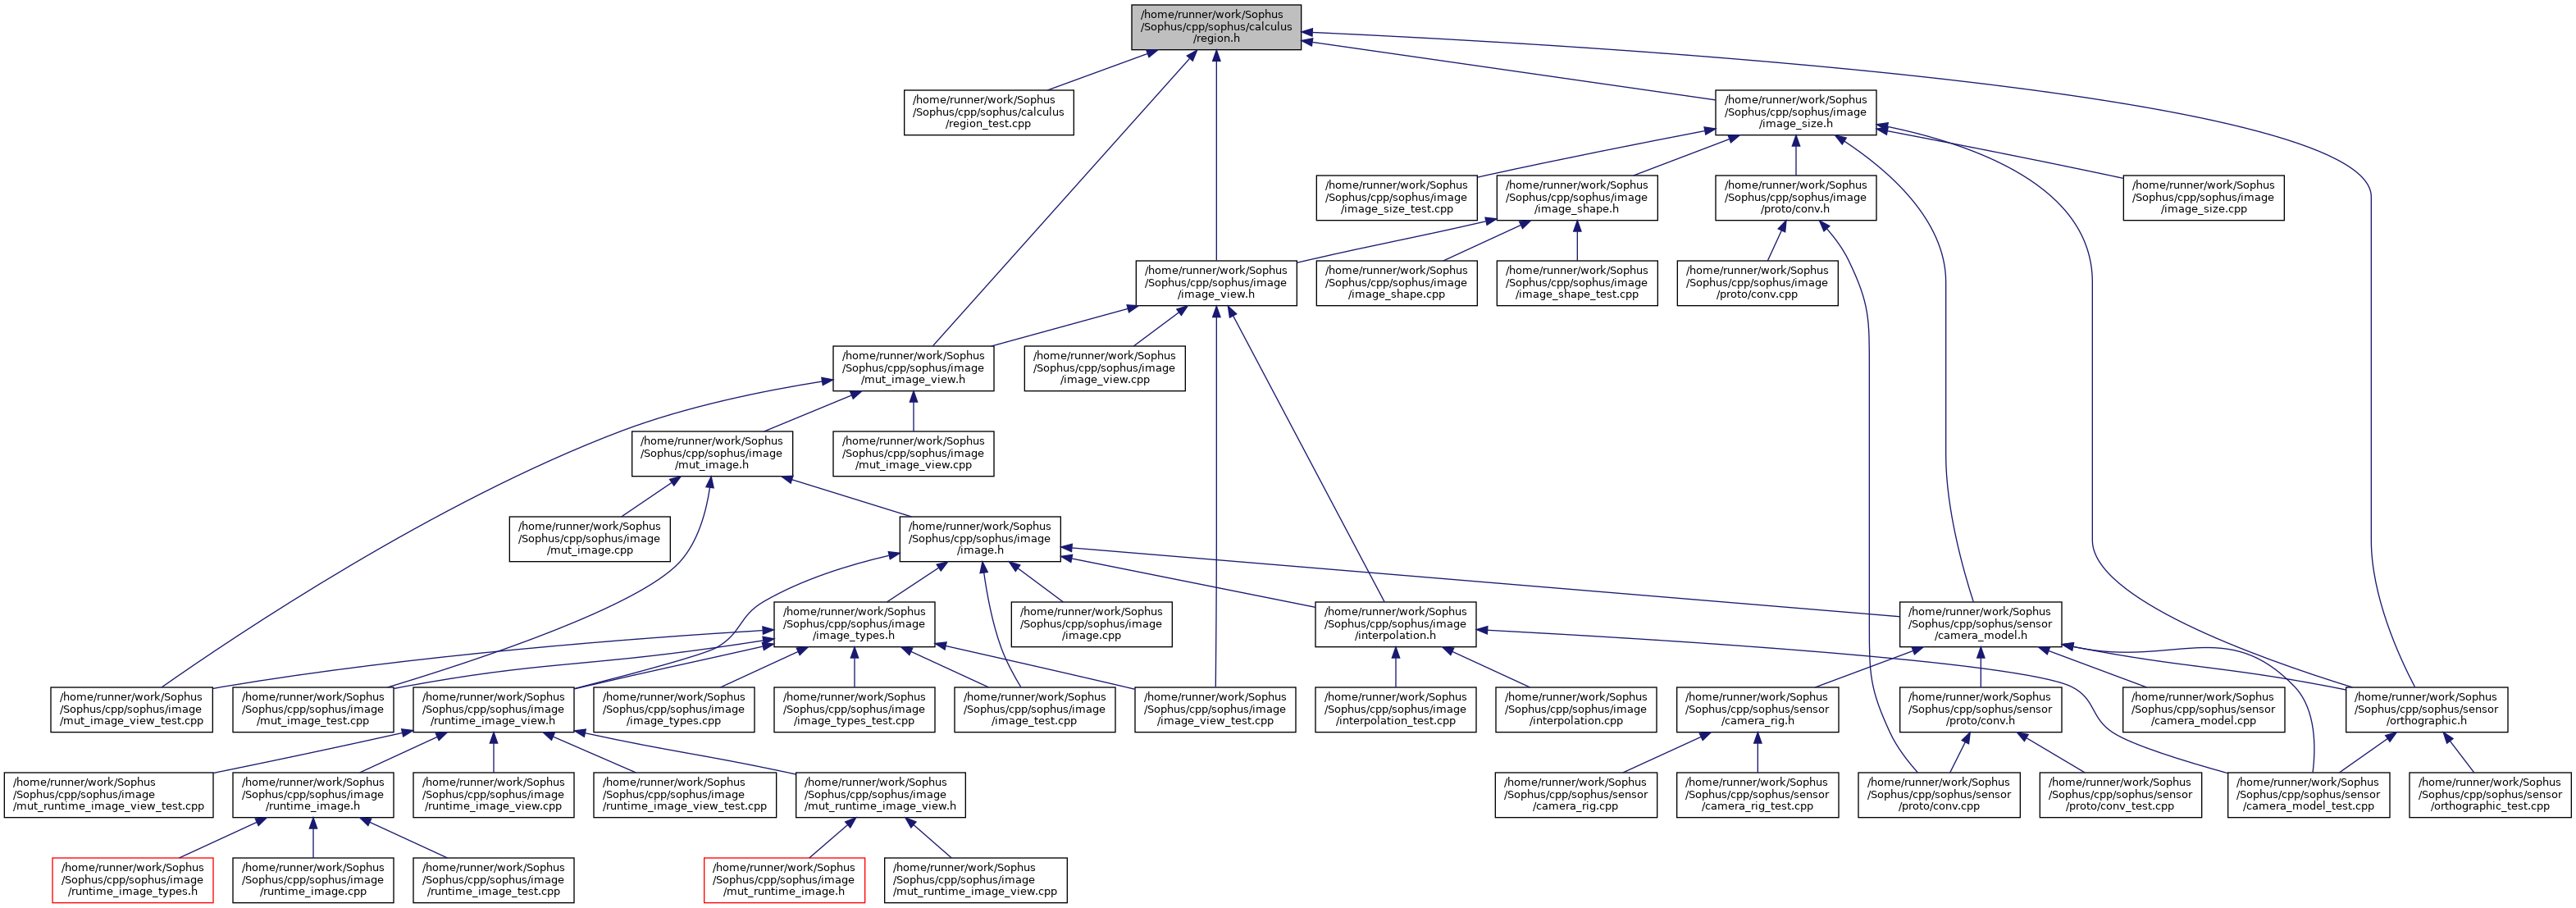 /home/runner/work/Sophus
/Sophus/cpp/sophus/calculus
/region.h
/home/runner/work/Sophus
/Sophus/cpp/sophus/calculus
/region_test.cpp
/home/runner/work/Sophus
/Sophus/cpp/sophus/image
/image_size.h
/home/runner/work/Sophus
/Sophus/cpp/sophus/image
/image_size_test.cpp
/home/runner/work/Sophus
/Sophus/cpp/sophus/image
/image_shape.h
/home/runner/work/Sophus
/Sophus/cpp/sophus/image
/proto/conv.h
/home/runner/work/Sophus
/Sophus/cpp/sophus/image
/image_size.cpp
/home/runner/work/Sophus
/Sophus/cpp/sophus/image
/image_view.h
/home/runner/work/Sophus
/Sophus/cpp/sophus/image
/image_shape.cpp
/home/runner/work/Sophus
/Sophus/cpp/sophus/image
/image_shape_test.cpp
/home/runner/work/Sophus
/Sophus/cpp/sophus/image
/proto/conv.cpp
/home/runner/work/Sophus
/Sophus/cpp/sophus/image
/mut_image_view.h
/home/runner/work/Sophus
/Sophus/cpp/sophus/image
/image_view.cpp
/home/runner/work/Sophus
/Sophus/cpp/sophus/image
/mut_image.h
/home/runner/work/Sophus
/Sophus/cpp/sophus/image
/mut_image_view.cpp
/home/runner/work/Sophus
/Sophus/cpp/sophus/image
/mut_image.cpp
/home/runner/work/Sophus
/Sophus/cpp/sophus/image
/image.h
/home/runner/work/Sophus
/Sophus/cpp/sophus/image
/image_types.h
/home/runner/work/Sophus
/Sophus/cpp/sophus/image
/image.cpp
/home/runner/work/Sophus
/Sophus/cpp/sophus/image
/interpolation.h
/home/runner/work/Sophus
/Sophus/cpp/sophus/sensor
/camera_model.h
/home/runner/work/Sophus
/Sophus/cpp/sophus/image
/mut_image_view_test.cpp
/home/runner/work/Sophus
/Sophus/cpp/sophus/image
/mut_image_test.cpp
/home/runner/work/Sophus
/Sophus/cpp/sophus/image
/runtime_image_view.h
/home/runner/work/Sophus
/Sophus/cpp/sophus/image
/image_types.cpp
/home/runner/work/Sophus
/Sophus/cpp/sophus/image
/image_types_test.cpp
/home/runner/work/Sophus
/Sophus/cpp/sophus/image
/image_test.cpp
/home/runner/work/Sophus
/Sophus/cpp/sophus/image
/image_view_test.cpp
/home/runner/work/Sophus
/Sophus/cpp/sophus/image
/interpolation_test.cpp
/home/runner/work/Sophus
/Sophus/cpp/sophus/image
/interpolation.cpp
/home/runner/work/Sophus
/Sophus/cpp/sophus/sensor
/camera_rig.h
/home/runner/work/Sophus
/Sophus/cpp/sophus/sensor
/proto/conv.h
/home/runner/work/Sophus
/Sophus/cpp/sophus/sensor
/camera_model.cpp
/home/runner/work/Sophus
/Sophus/cpp/sophus/sensor
/orthographic.h
/home/runner/work/Sophus
/Sophus/cpp/sophus/image
/mut_runtime_image_view_test.cpp
/home/runner/work/Sophus
/Sophus/cpp/sophus/image
/runtime_image.h
/home/runner/work/Sophus
/Sophus/cpp/sophus/image
/runtime_image_view.cpp
/home/runner/work/Sophus
/Sophus/cpp/sophus/image
/runtime_image_view_test.cpp
/home/runner/work/Sophus
/Sophus/cpp/sophus/image
/mut_runtime_image_view.h
/home/runner/work/Sophus
/Sophus/cpp/sophus/sensor
/camera_rig.cpp
/home/runner/work/Sophus
/Sophus/cpp/sophus/sensor
/camera_rig_test.cpp
/home/runner/work/Sophus
/Sophus/cpp/sophus/sensor
/proto/conv.cpp
/home/runner/work/Sophus
/Sophus/cpp/sophus/sensor
/proto/conv_test.cpp
/home/runner/work/Sophus
/Sophus/cpp/sophus/sensor
/camera_model_test.cpp
/home/runner/work/Sophus
/Sophus/cpp/sophus/sensor
/orthographic_test.cpp
/home/runner/work/Sophus
/Sophus/cpp/sophus/image
/runtime_image_types.h
/home/runner/work/Sophus
/Sophus/cpp/sophus/image
/runtime_image.cpp
/home/runner/work/Sophus
/Sophus/cpp/sophus/image
/runtime_image_test.cpp
/home/runner/work/Sophus
/Sophus/cpp/sophus/image
/mut_runtime_image.h
/home/runner/work/Sophus
/Sophus/cpp/sophus/image
/mut_runtime_image_view.cpp